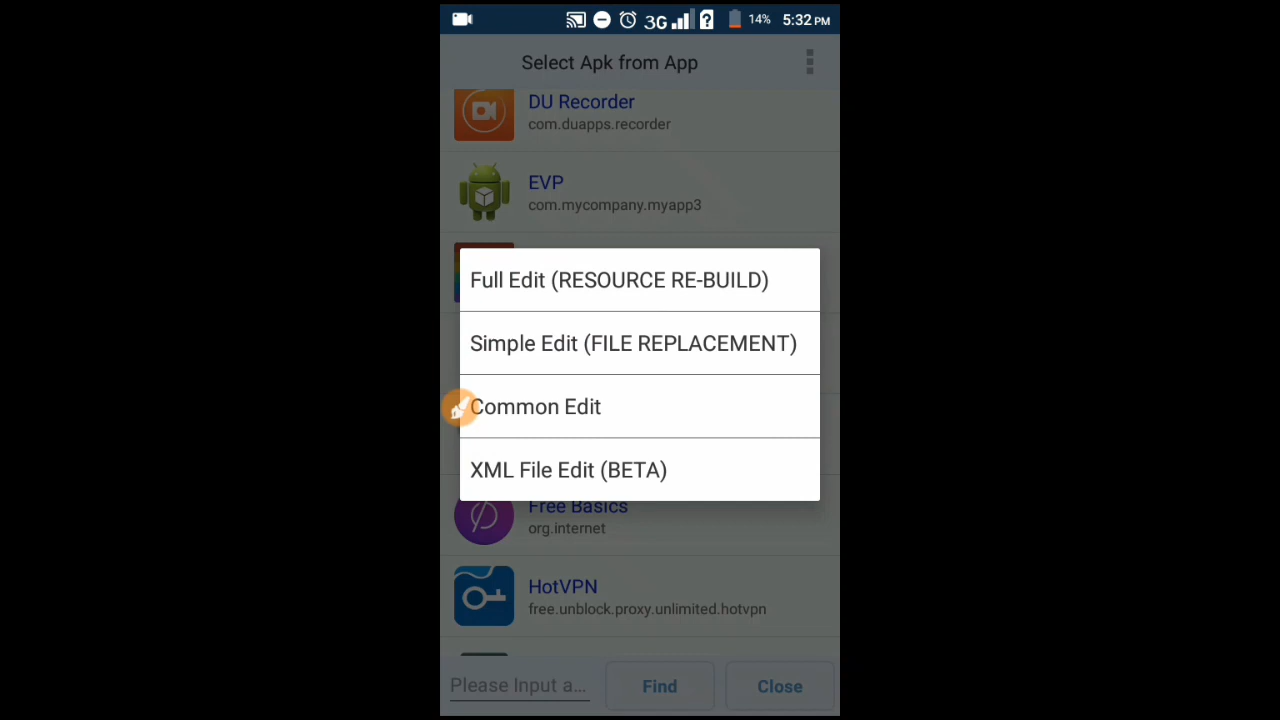 3G 14% 5:32 PM
Select Apk from App
DU Recorder
com.duapps.recorder
EVP
com.mycompany.myapp3
Full Edit (RESOURCE RE-BUILD)
Simple Edit (FILE REPLACEMENT)
Common Edit
XML File Edit (BETA)
Free Basics
org.internet
HotVPN
free.unblock.proxy.unlimited.hotvpn
Please Input a...
Find
Close